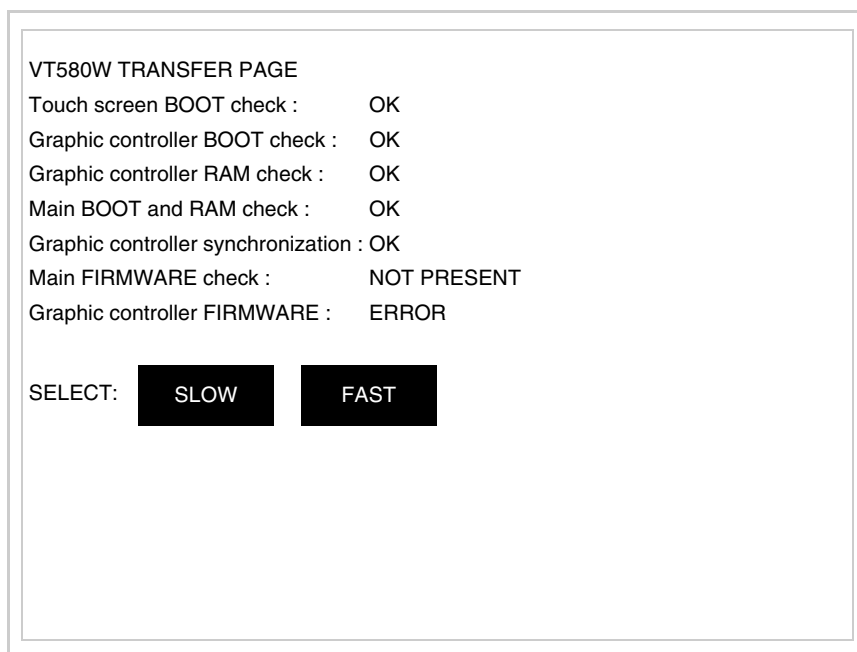 VT580W TRANSFER PAGE
Touch screen BOOT check : OK
Graphic controller BOOT check : OK
Graphic controller RAM check : OK
Main BOOT and RAM check : OK
Graphic controller synchronization : OK
Main FIRMWARE check : NOT PRESENT
Graphic controller FIRMWARE : ERROR
SELECT: SLOW FAST